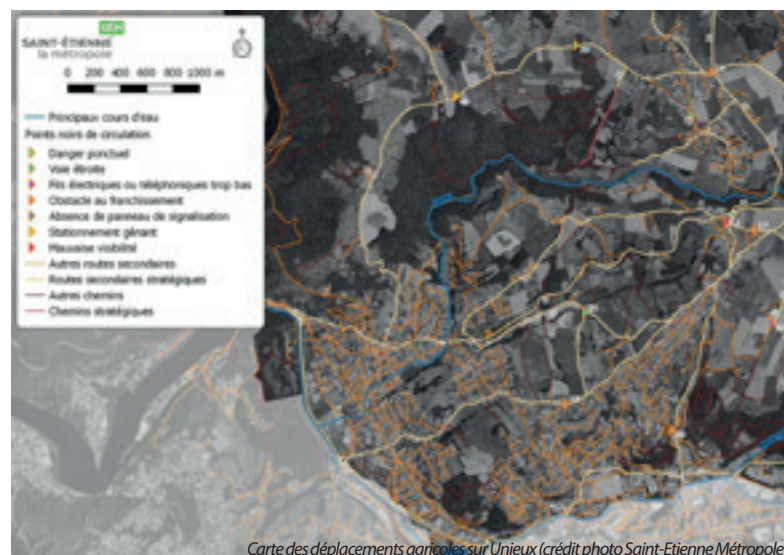 SAINT-ÉTIENNE
la métropole
0 200 400 600 800 1000 m
Principaux cours d'eau
Points noirs de circulation
Danger ponctuel
Voie étroite
Fils électriques ou téléphoniques trop bas
Obstacle au franchissement
Absence de panneau de signalisation
Stationnement gênant
Mauvaise visibilité
Autres routes secondaires
Routes secondaires stratégiques
Autres chemins
Chemins stratégiques
Carte des déplacements agricoles sur Unieux (crédit photo Saint-Etienne Métropole